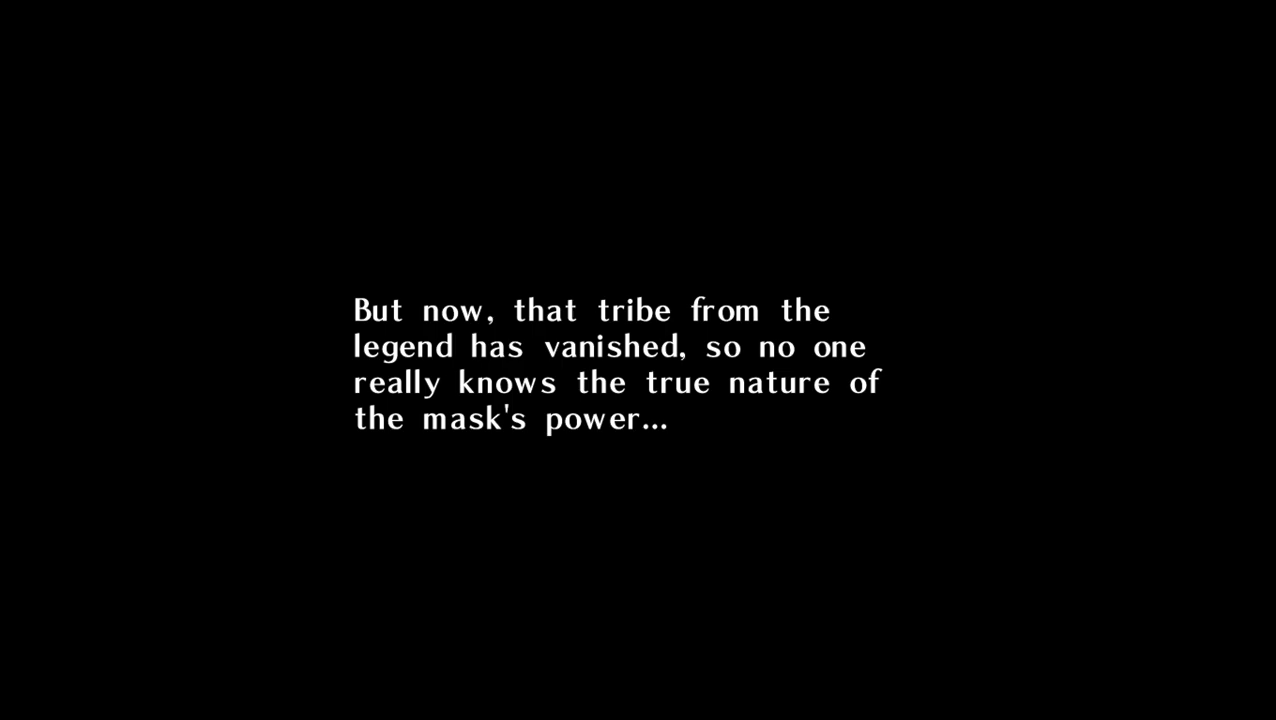 But now, that tribe from the
legend has vanished, so no one
really knows the true nature of
the mask's power...